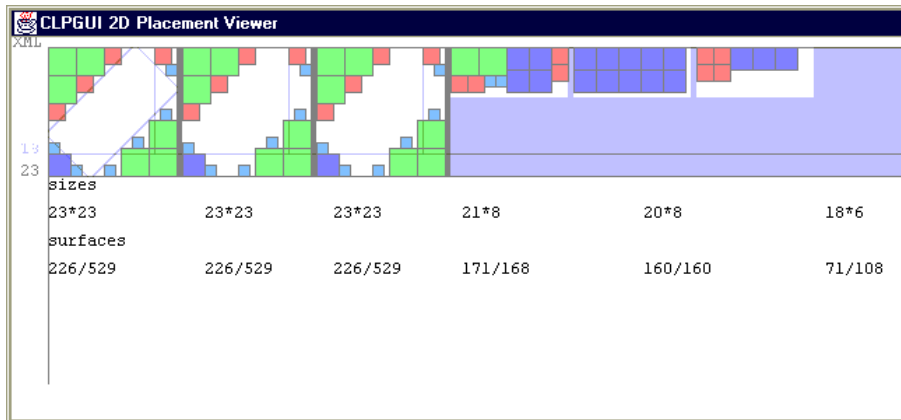 CLPGUI 2D Placement Viewer
XML
19
23
sizes
23*23 23*23 23*23 21*8 20*8 18*6
surfaces
226/529 226/529 226/529 171/168 160/160 71/108